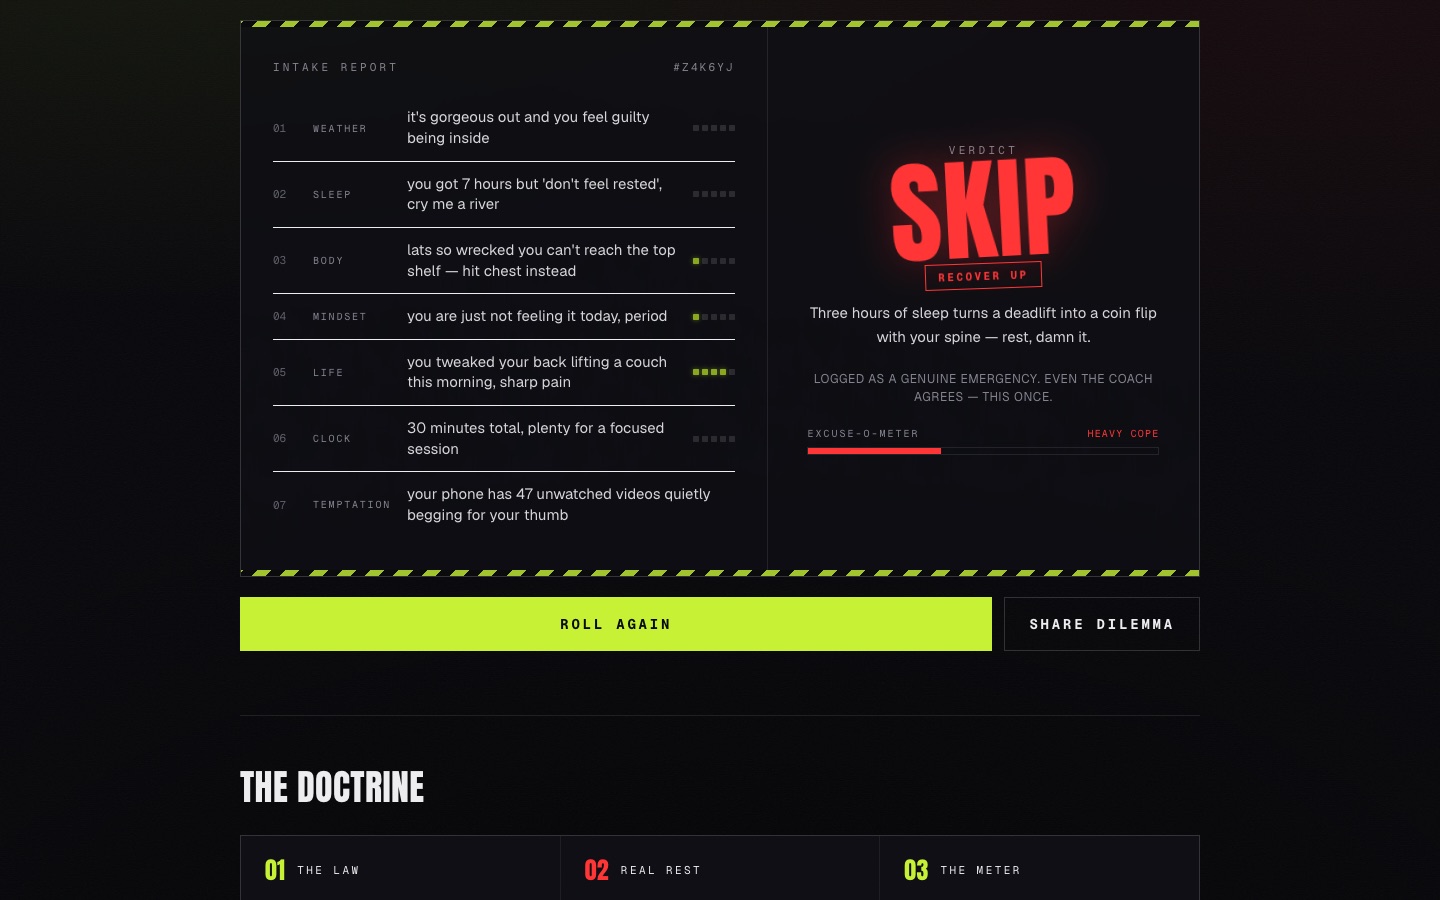 INTAKE REPORT
#Z4K6YJ
01 WEATHER it's gorgeous out and you feel guilty
being inside
02 SLEEP you got 7 hours but 'don't feel rested',
cry me a river
03 BODY lats so wrecked you can't reach the top
shelf — hit chest instead
04 MINDSET you are just not feeling it today, period
05 LIFE you tweaked your back lifting a couch
this morning, sharp pain
06 CLOCK 30 minutes total, plenty for a focused
session
07 TEMPTATION your phone has 47 unwatched videos quietly
begging for your thumb
VERDICT
SKIP
RECOVER UP
Three hours of sleep turns a deadlift into a coin flip
with your spine — rest, damn it.
LOGGED AS A GENUINE EMERGENCY. EVEN THE COACH
AGREES — THIS ONCE.
EXCUSE-O-METER
HEAVY COPE
ROLL AGAIN
SHARE DILEMMA
THE DOCTRINE
01 THE LAW
02 REAL REST
03 THE METER